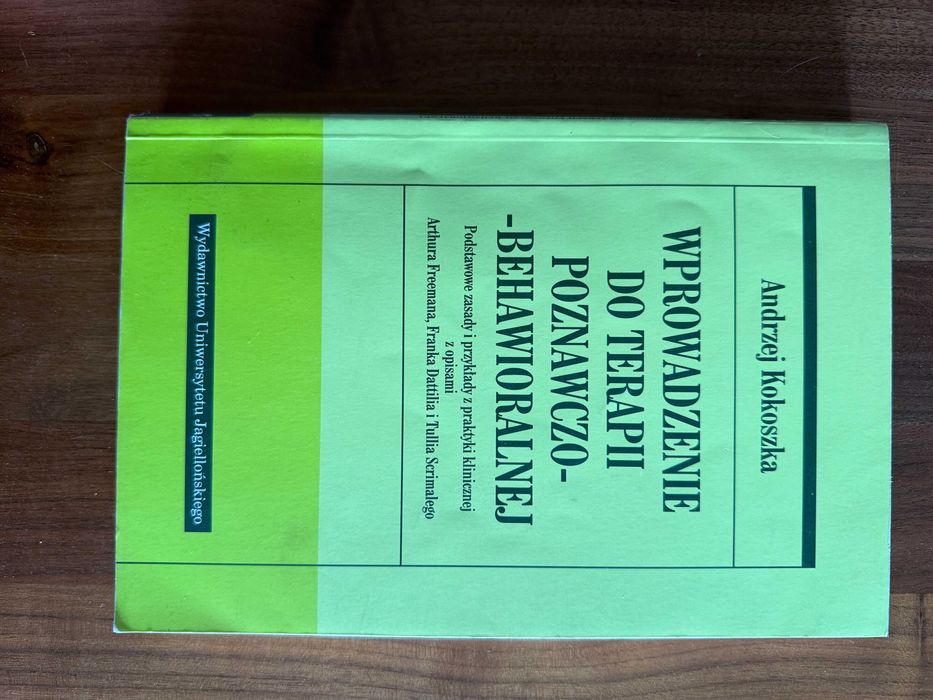 Andrzej Kokoszka
WPROWADZENIE
DO TERAPII
POZNAWCZO-
-BEHAWIORALNEJ
Podstawowe zasady i przykłady z praktyki klinicznej
z opisami
Arthura Freemana, Franka Dattilia i Tullia Scrimalego
Wydawnictwo Uniwersytetu Jagiellońskiego